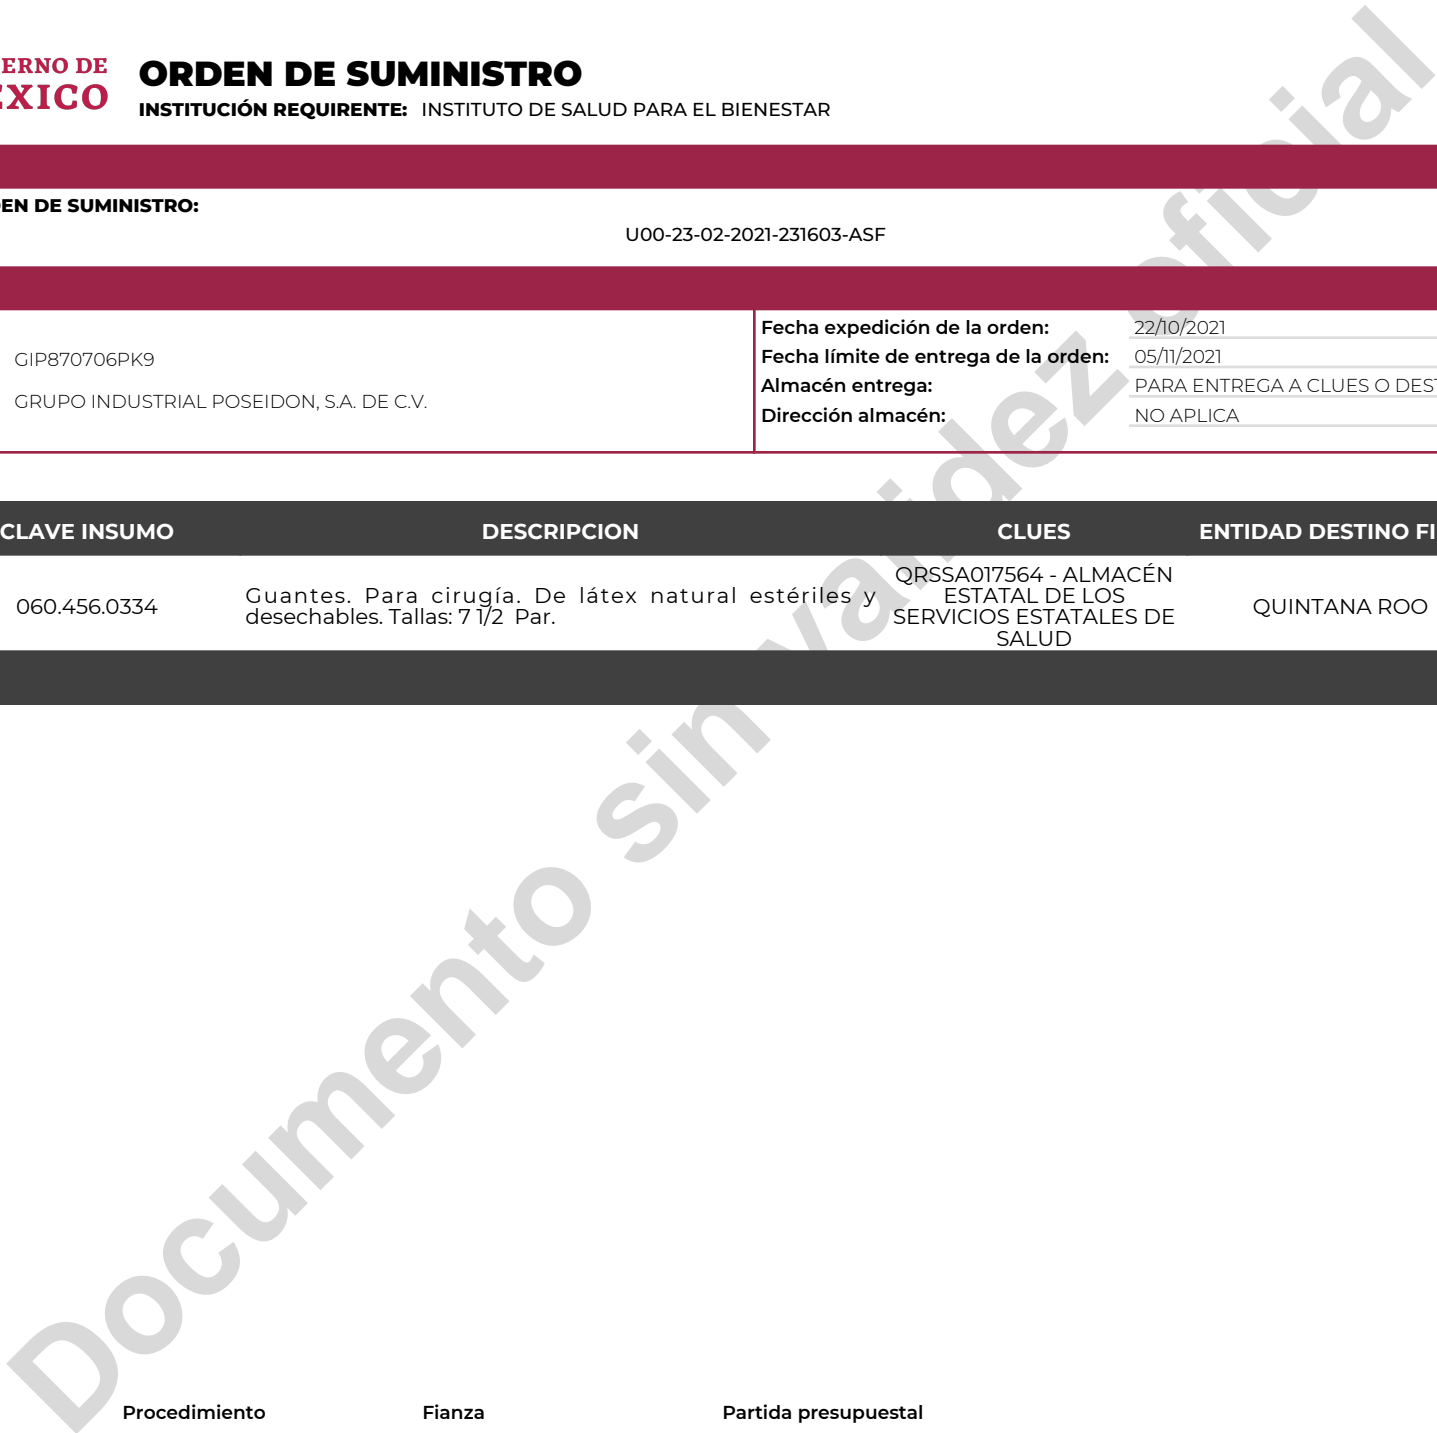 ERNO DE
EXICO
ORDEN DE SUMINISTRO
INSTITUCIÓN REQUIRENTE: INSTITUTO DE SALUD PARA EL BIENESTAR
EN DE SUMINISTRO:
U00-23-02-2021-231603-ASF
GIP870706PK9
GRUPO INDUSTRIAL POSEIDON, S.A. DE C.V.
Fecha expedición de la orden: 22/10/2021
Fecha límite de entrega de la orden: 05/11/2021
Almacén entrega: PARA ENTREGA A CLUES O DEST
Dirección almacén: NO APLICA
CLAVE INSUMO DESCRIPCION CLUES ENTIDAD DESTINO FI
060.456.0334
Guantes. Para cirugía. De látex natural estériles y
desechables. Tallas: 7 1/2 Par.
QRSSA017564 - ALMACÉN
ESTATAL DE LOS
SERVICIOS ESTATALES DE
SALUD
QUINTANA ROO
Documento sin validez oficial
Procedimiento Fianza Partida presupuestal